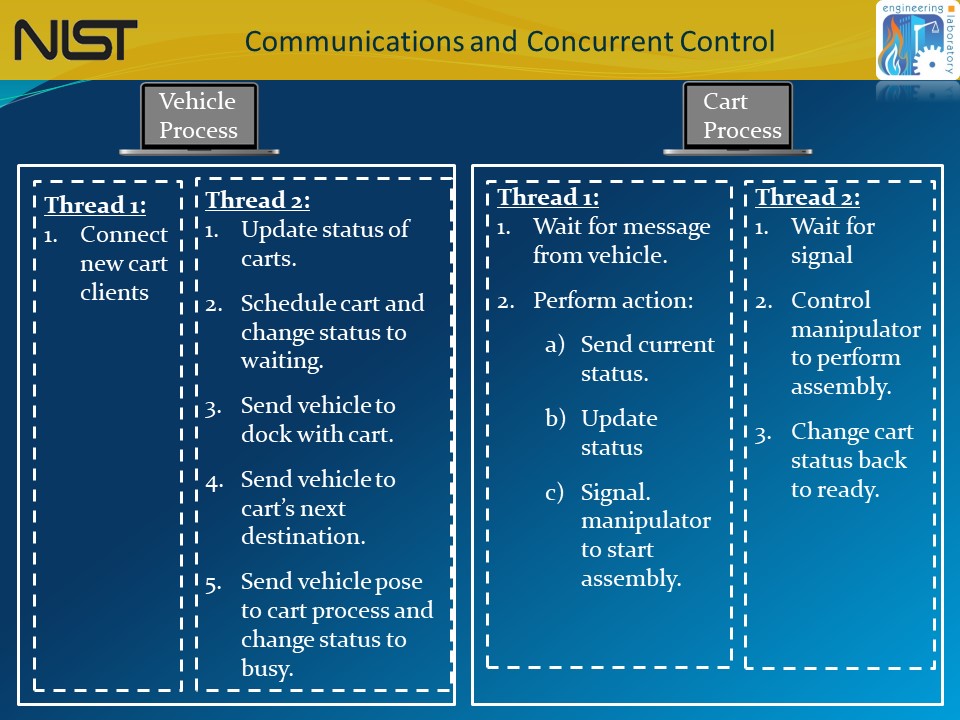 NIST
Communications and Concurrent Control
engineering
laboratory
Vehicle
Process
Thread 1:
1. Connect
new cart
clients
Thread 2:
1. Update status of
carts.
2. Schedule cart and
change status to
waiting.
3. Send vehicle to
dock with cart.
4. Send vehicle to
cart’s next
destination.
5. Send vehicle pose
to cart process and
change status to
busy.
Cart
Process
Thread 1:
1. Wait for message
from vehicle.
2. Perform action:
a) Send current
status.
b) Update
status
c) Signal.
manipulator
to start
assembly.
Thread 2:
1. Wait for
signal
2. Control
manipulator
to perform
assembly.
3. Change cart
status back
to ready.